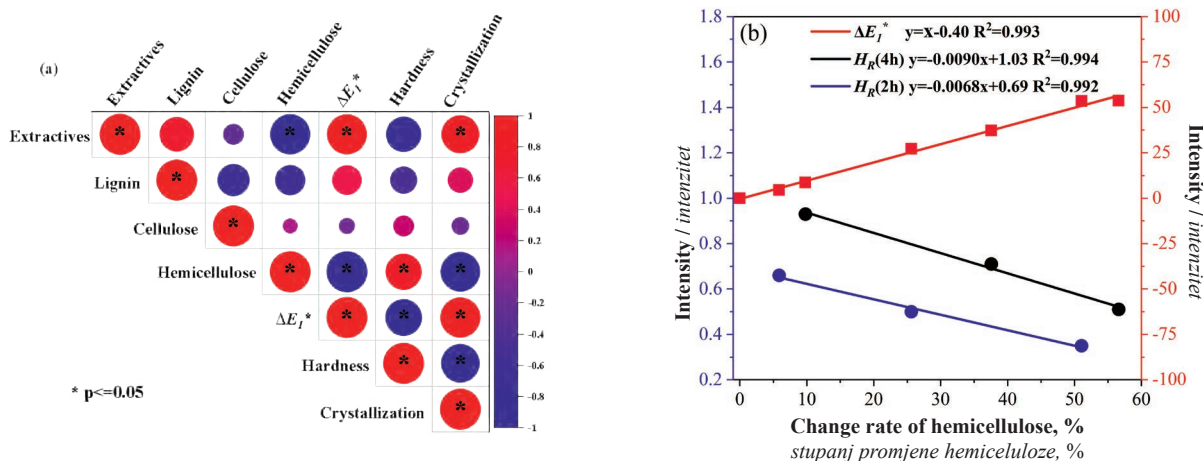 (a)
Extractives
Lignin
Cellulose
Hemicellulose
ΔE_I*
Hardness
Crystallization
Extractives * * * *
Lignin *
Cellulose *
Hemicellulose * * * *
ΔE_I* * * *
Hardness * *
Crystallization *
* p<=0.05
1
0.8
0.6
0.4
0.2
0
-0.2
-0.4
-0.6
-0.8
-1
(b)
ΔE_I* y=x-0.40 R²=0.993
H_R(4h) y=-0.0090x+1.03 R²=0.994
H_R(2h) y=-0.0068x+0.69 R²=0.992
Intensity / intenzitet
1.8
1.6
1.4
1.2
1.0
0.8
0.6
0.4
0.2
100
75
50
25
0
-25
-50
-75
-100
Intensity / intenzitet
0 10 20 30 40 50 60
Change rate of hemicellulose, %
stupanj promjene hemiceluloze, %